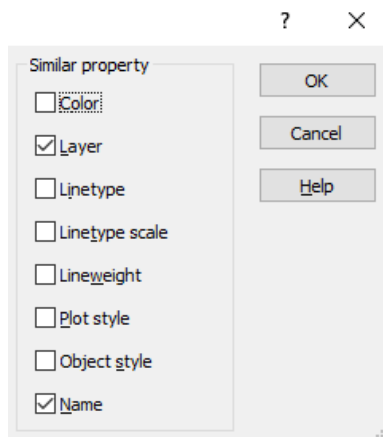 ?
Similar property
OK
Color
Cancel
Layer
Linetype
Help
Linetype scale
Lineweight
Plot style
Object style
Name